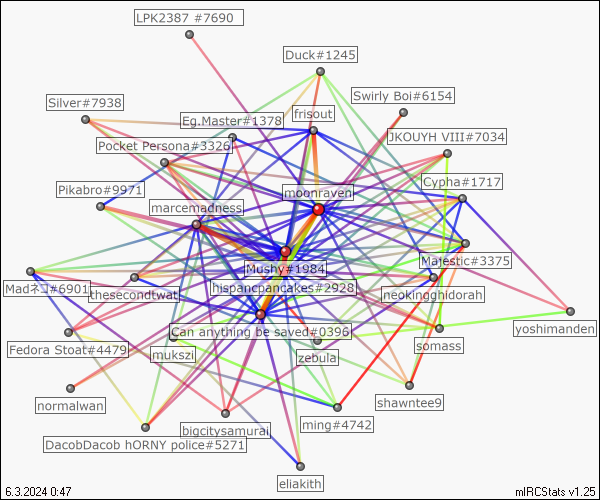 LPK2387 #7690
Duck#1245
Swirly Boi#6154
Silver#7938
Eg.Master#1378
frisout
JKOUYH VIII#7034
Pocket Persona#3326
Cypha#1717
Pikabro#9971
moonraven
marcemadness
Majestic#3375
Mushy#1984
Madネコ#6901
thesecondtwat
hispancpancakes#2928
neokingghidorah
yoshimanden
Can anything be saved#0396
somass
Fedora Stoat#4479
mukszi
zebula
normalwan
shawntee9
bigcitysamurai
ming#4742
DacobDacob hORNY police#5271
eliakith
6.3.2024 0:47
mIRCStats v1.25